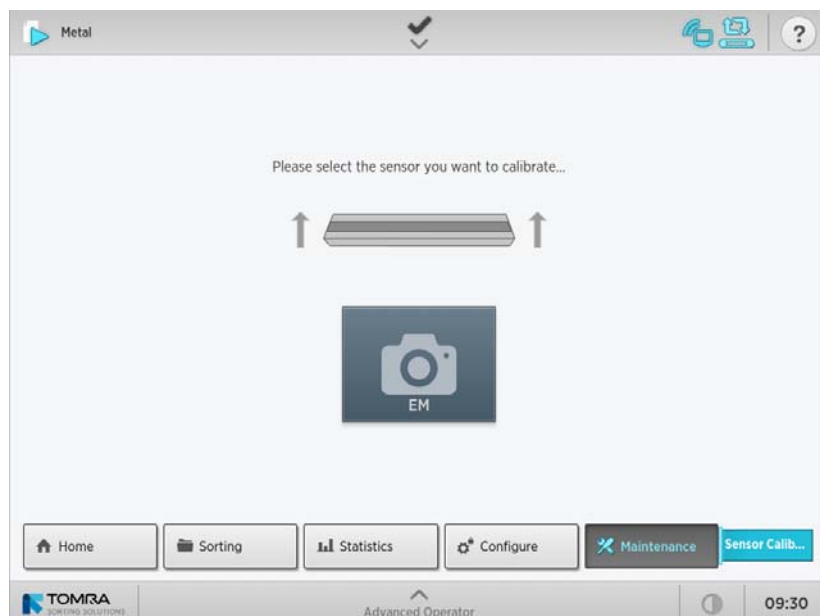 Metal
?
Please select the sensor you want to calibrate...
EM
Home
Sorting
Statistics
Configure
Maintenance
Sensor Calib...
TOMRA
SORTING SOLUTIONS
Advanced Operator
09:30